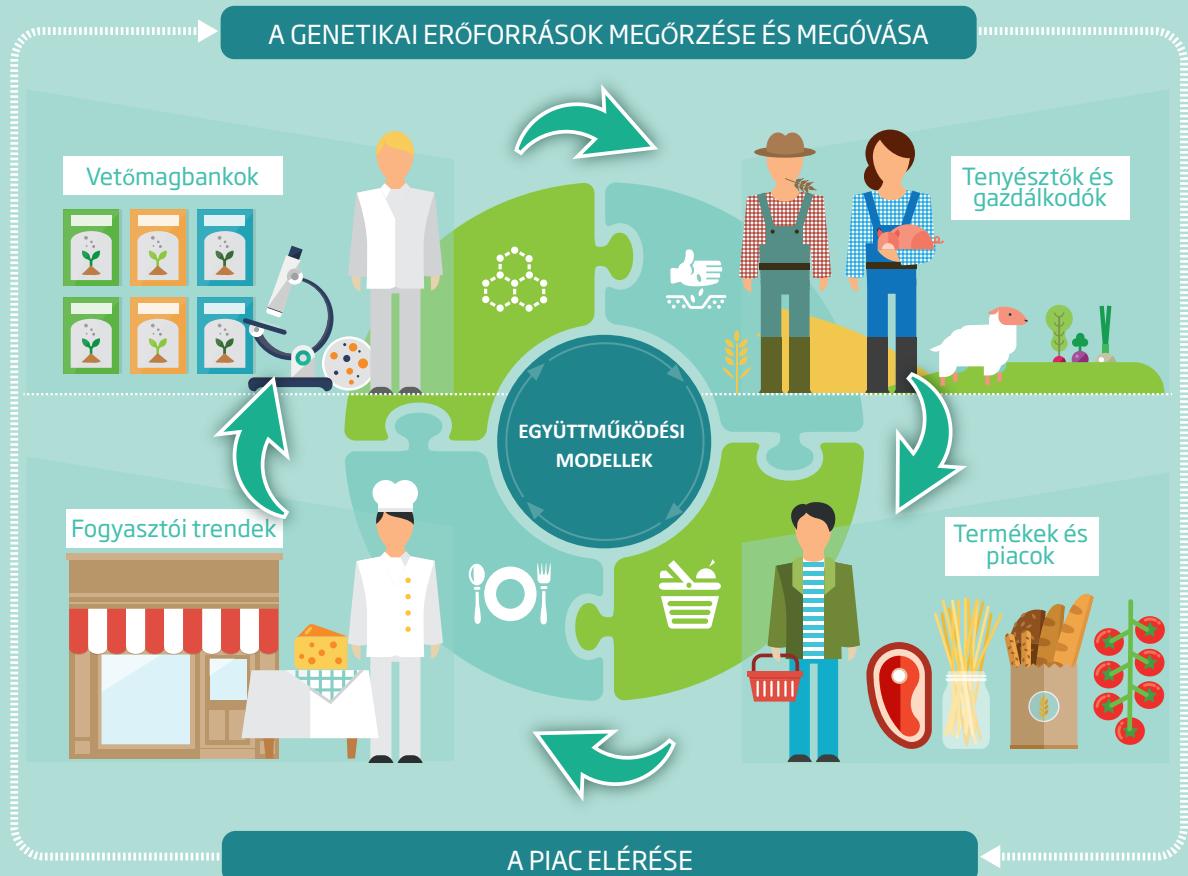 A GENETIKAI ERŐFORRÁSOK MEGŐRZÉSE ÉS MEGÓVÁSA
Vetőmagbankok
Tenyésztők és
gazdálkodók
EGYÜTTMŰKÖDÉSI
MODELLEK
Fogyasztói trendek
Termékek és
piacok
A PIAC ELÉRÉSE